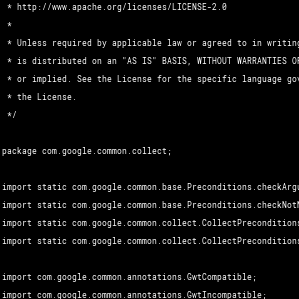 * http://www.apache.org/licenses/LICENSE-2.0
*
* Unless required by applicable law or agreed to in writing
* is distributed on an "AS IS" BASIS, WITHOUT WARRANTIES OF
* or implied. See the License for the specific language gov
* the License.
*/
package com.google.common.collect;
import static com.google.common.base.Preconditions.checkArgu
import static com.google.common.base.Preconditions.checkNotN
import static com.google.common.collect.CollectPreconditions
import static com.google.common.collect.CollectPreconditions
import com.google.common.annotations.GwtCompatible;
import com.google.common.annotations.GwtIncompatible;